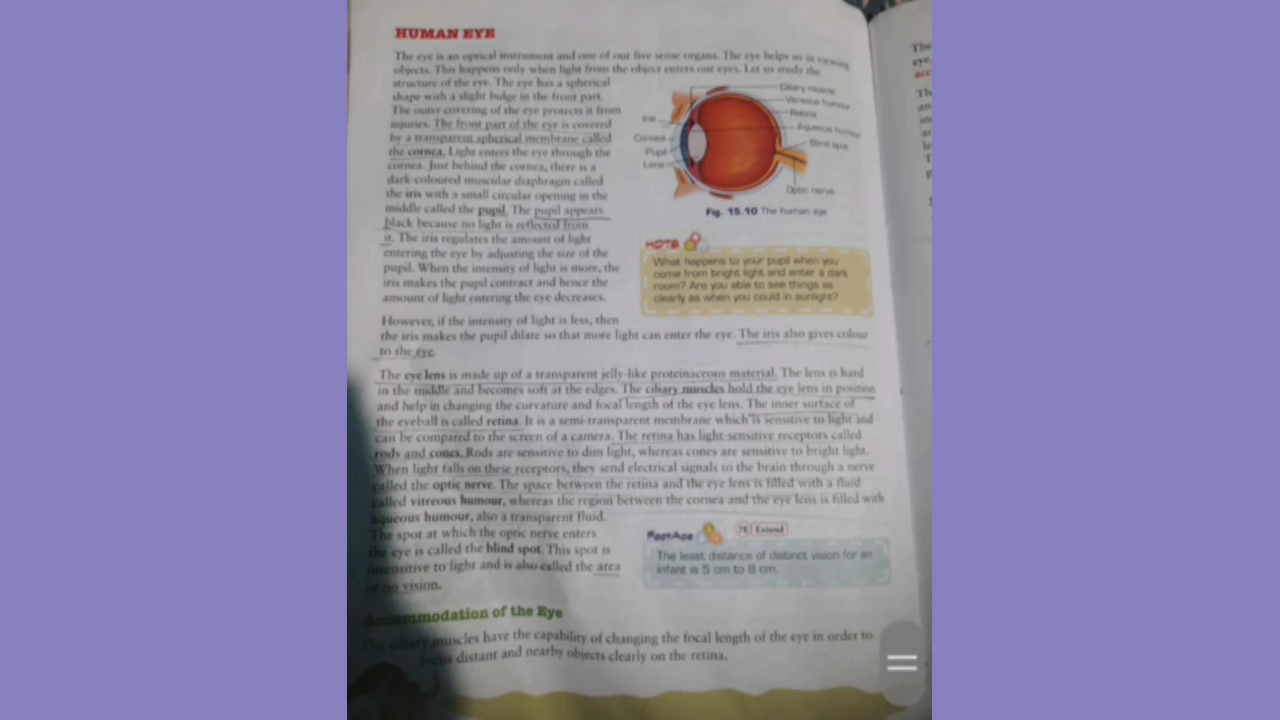 HUMAN EYE
The eye is an optical instrument and one of our five sense organs. The eye helps us in viewing
objects. This happens only when light from the object enters our eyes. Let us study the
structure of the eye. The eye has a spherical
shape with a slight bulge in the front part.
The outer covering of the eye protects it from
injuries. The front part of the eye is covered
by a transparent spherical membrane called
the cornea. Light enters the eye through the
cornea. Just behind the cornea, there is a
dark-coloured muscular diaphragm called
the iris with a small circular opening in the
middle called the pupil. The pupil appears
black because no light is reflected from
it. The iris regulates the amount of light
entering the eye by adjusting the size of the
pupil. When the intensity of light is more, the
iris makes the pupil contract and hence the
amount of light entering the eye decreases.
Ciliary muscle
Vitreous humour
Retina
Aqueous humour
Blind spot
Optic nerve
Iris
Cornea
Pupil
Lens
Fig. 15.10 The human eye
HOTS
What happens to your pupil when you
come from bright light and enter a dark
room? Are you able to see things as
clearly as when you could in sunlight?
However, if the intensity of light is less, then
the iris makes the pupil dilate so that more light can enter the eye. The iris also gives colour
to the eye.
The eye lens is made up of a transparent jelly-like proteinaceous material. The lens is hard
in the middle and becomes soft at the edges. The ciliary muscles hold the eye lens in position
and help in changing the curvature and focal length of the eye lens. The inner surface of
the eyeball is called retina. It is a semi-transparent membrane which is sensitive to light and
can be compared to the screen of a camera. The retina has light-sensitive receptors called
rods and cones. Rods are sensitive to dim light, whereas cones are sensitive to bright light.
When light falls on these receptors, they send electrical signals to the brain through a nerve
called the optic nerve. The space between the retina and the eye lens is filled with a fluid
called vitreous humour, whereas the region between the cornea and the eye lens is filled with
aqueous humour, also a transparent fluid.
The spot at which the optic nerve enters
the eye is called the blind spot. This spot is
insensitive to light and is also called the area
of no vision.
7E Extend
The least distance of distinct vision for an
infant is 5 cm to 8 cm.
Accommodation of the Eye
The ciliary muscles have the capability of changing the focal length of the eye in order to
focus distant and nearby objects clearly on the retina.